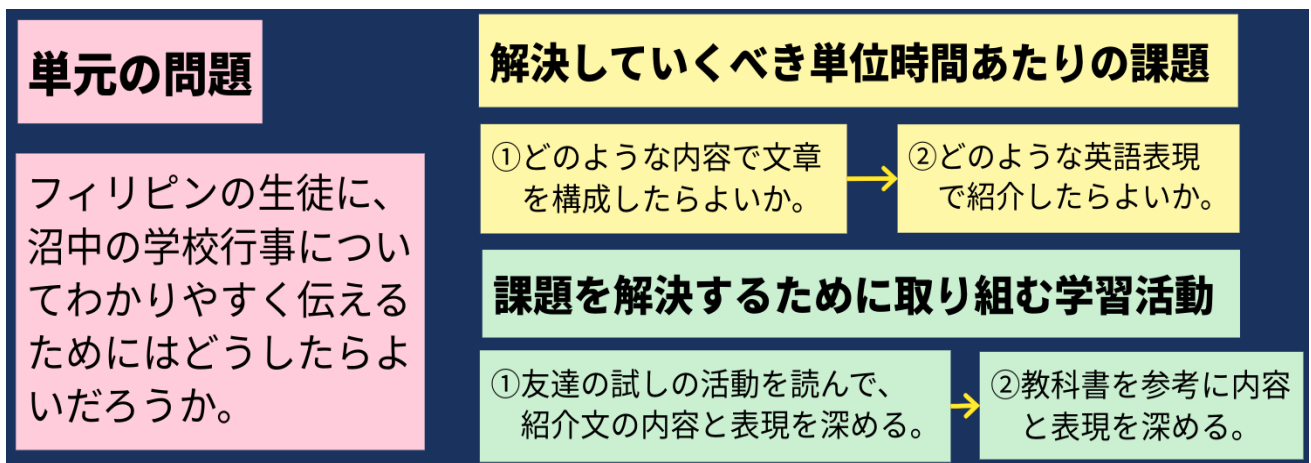 単元の問題
フィリピンの生徒に、
沼中の学校行事につい
てわかりやすく伝える
ためにはどうしたらよ
いだろうか。
解決していくべき単位時間あたりの課題
①どのような内容で文章
を構成したらよいか。
②どのような英語表現
で紹介したらよいか。
課題を解決するために取り組む学習活動
①友達の試しの活動を読んで、
紹介文の内容と表現を深める。
②教科書を参考に内容
と表現を深める。